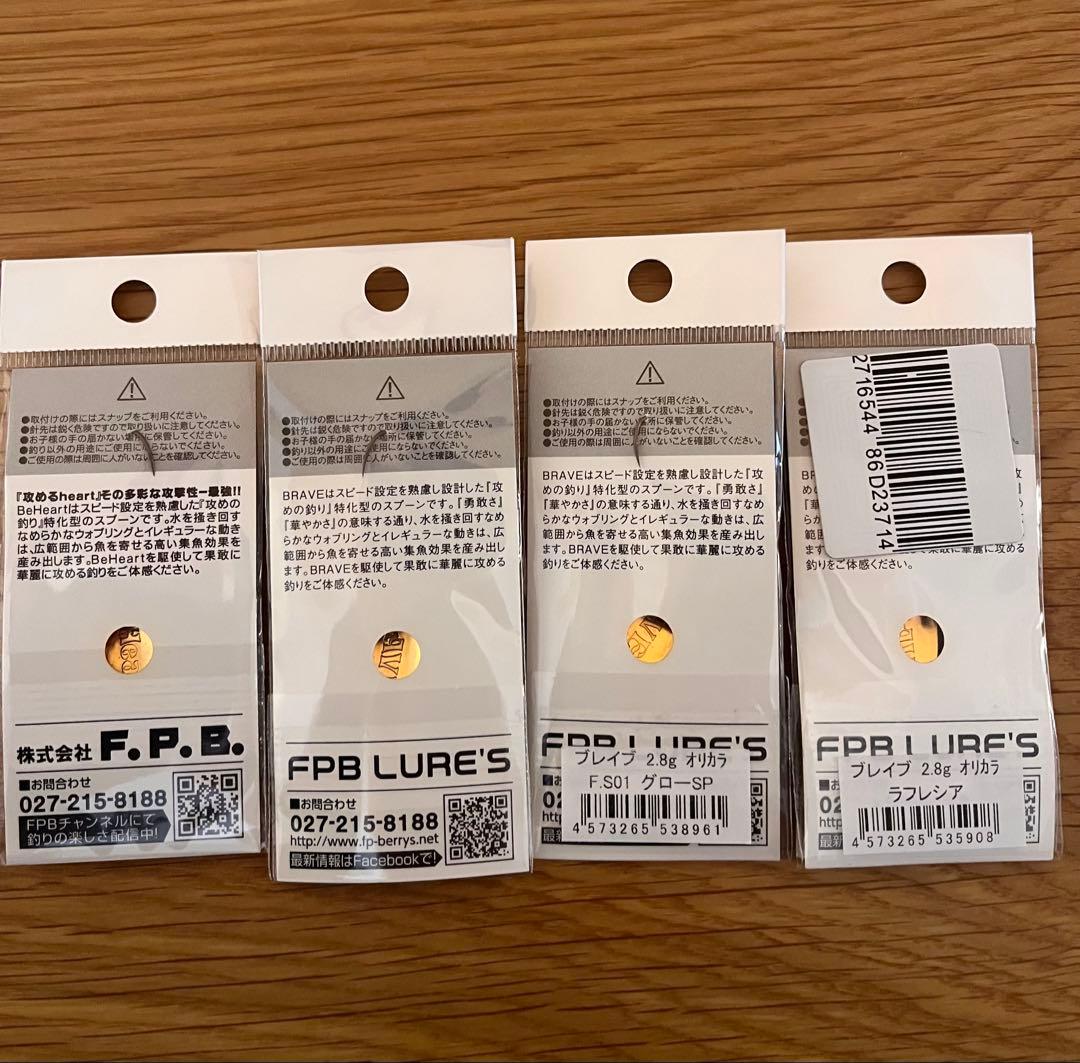 ●取付けの際にはスナップをご利用ください。
●針先は鋭く危険ですので取り扱いに注意してください。
●お子様の手の届かない場所に保管してください。
●釣り以外の用途にご使用にならないでください。
●ご使用の際は周囲に人がいないことを確認してください。
『攻めるheart』その多彩な攻撃性ー最強!!
BeHeartはスピード設定を熟慮した『攻めの
釣り』特化型のスプーンです。水を掻き回す
なめらかなウォブリングとイレギュラーな動き
は、広範囲から魚を寄せる高い集魚効果を
産み出します。BeHeartを駆使して果敢に
華麗に攻める釣りをご体感ください。
株式会社 F.P.B.
■お問合わせ
027-215-8188
FPBチャンネルにて
釣りの楽しさ配信中!
●取付けの際にはスナップをご利用ください。
●針先は鋭く危険ですので取り扱いに注意してください。
●お子様の手の届かない場所に保管してください。
●釣り以外の用途にご使用にならないでください。
●ご使用の際は周囲に人がいないことを確認してください。
BRAVEはスピード設定を熟慮し設計した『攻
めの釣り』特化型のスプーンです。『勇敢さ』
『華やかさ』の意味する通り、水を掻き回すなめ
らかなウォブリングとイレギュラーな動きは、広
範囲から魚を寄せる高い集魚効果を産み出し
ます。BRAVEを駆使して果敢に華麗に攻める
釣りをご体感ください。
FPB LURE'S
■お問合わせ
027-215-8188
http://www.fp-berrys.net
最新情報はFacebookで!
●取付けの際にはスナップをご利用ください。
●針先は鋭く危険ですので取り扱いに注意してください。
●お子様の手の届かない場所に保管してください。
●釣り以外の用途にご使用にならないでください。
●ご使用の際は周囲に人がいないことを確認してください。
BRAVEはスピード設定を熟慮し設計した『攻
めの釣り』特化型のスプーンです。『勇敢さ』
『華やかさ』の意味する通り、水を掻き回すなめ
らかなウォブリングとイレギュラーな動きは、広
範囲から魚を寄せる高い集魚効果を産み出し
ます。BRAVEを駆使して果敢に華麗に攻める
釣りをご体感ください。
FPB LURE'S
ブレイブ 2.8g オリカラ
F.S01 グローSP
4 573265 538961
2716544 86D23714
釣りをご体感ください。
FPB LURE'S
ブレイブ 2.8g オリカラ
ラフレシア
4 573265 535908